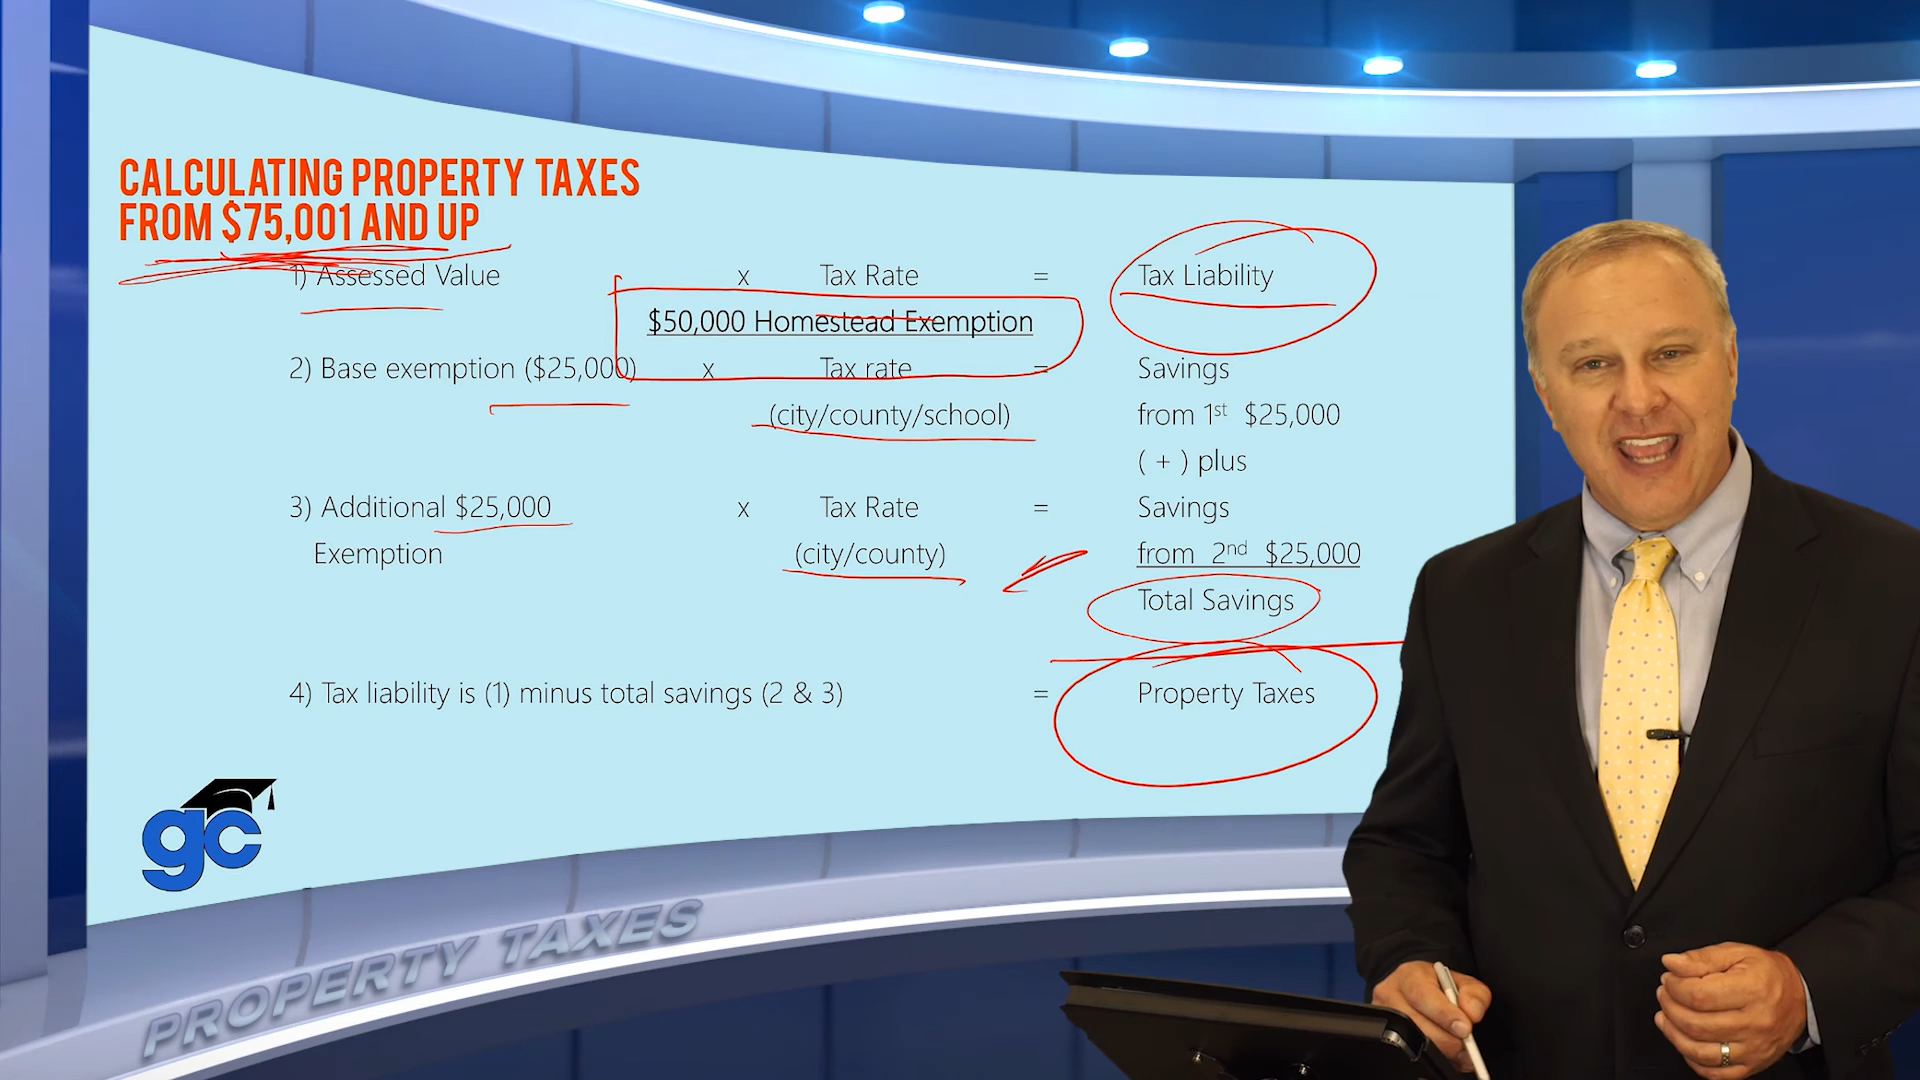 CALCULATING PROPERTY TAXES
FROM $75,001 AND UP
1) Assessed Value x Tax Rate = Tax Liability
$50,000 Homestead Exemption
2) Base exemption ($25,000) x Tax rate = Savings
(city/county/school) from 1st $25,000
( + ) plus
3) Additional $25,000 x Tax Rate = Savings
Exemption (city/county) from 2nd $25,000
Total Savings
4) Tax liability is (1) minus total savings (2 & 3) = Property Taxes
gc
PROPERTY TAXES